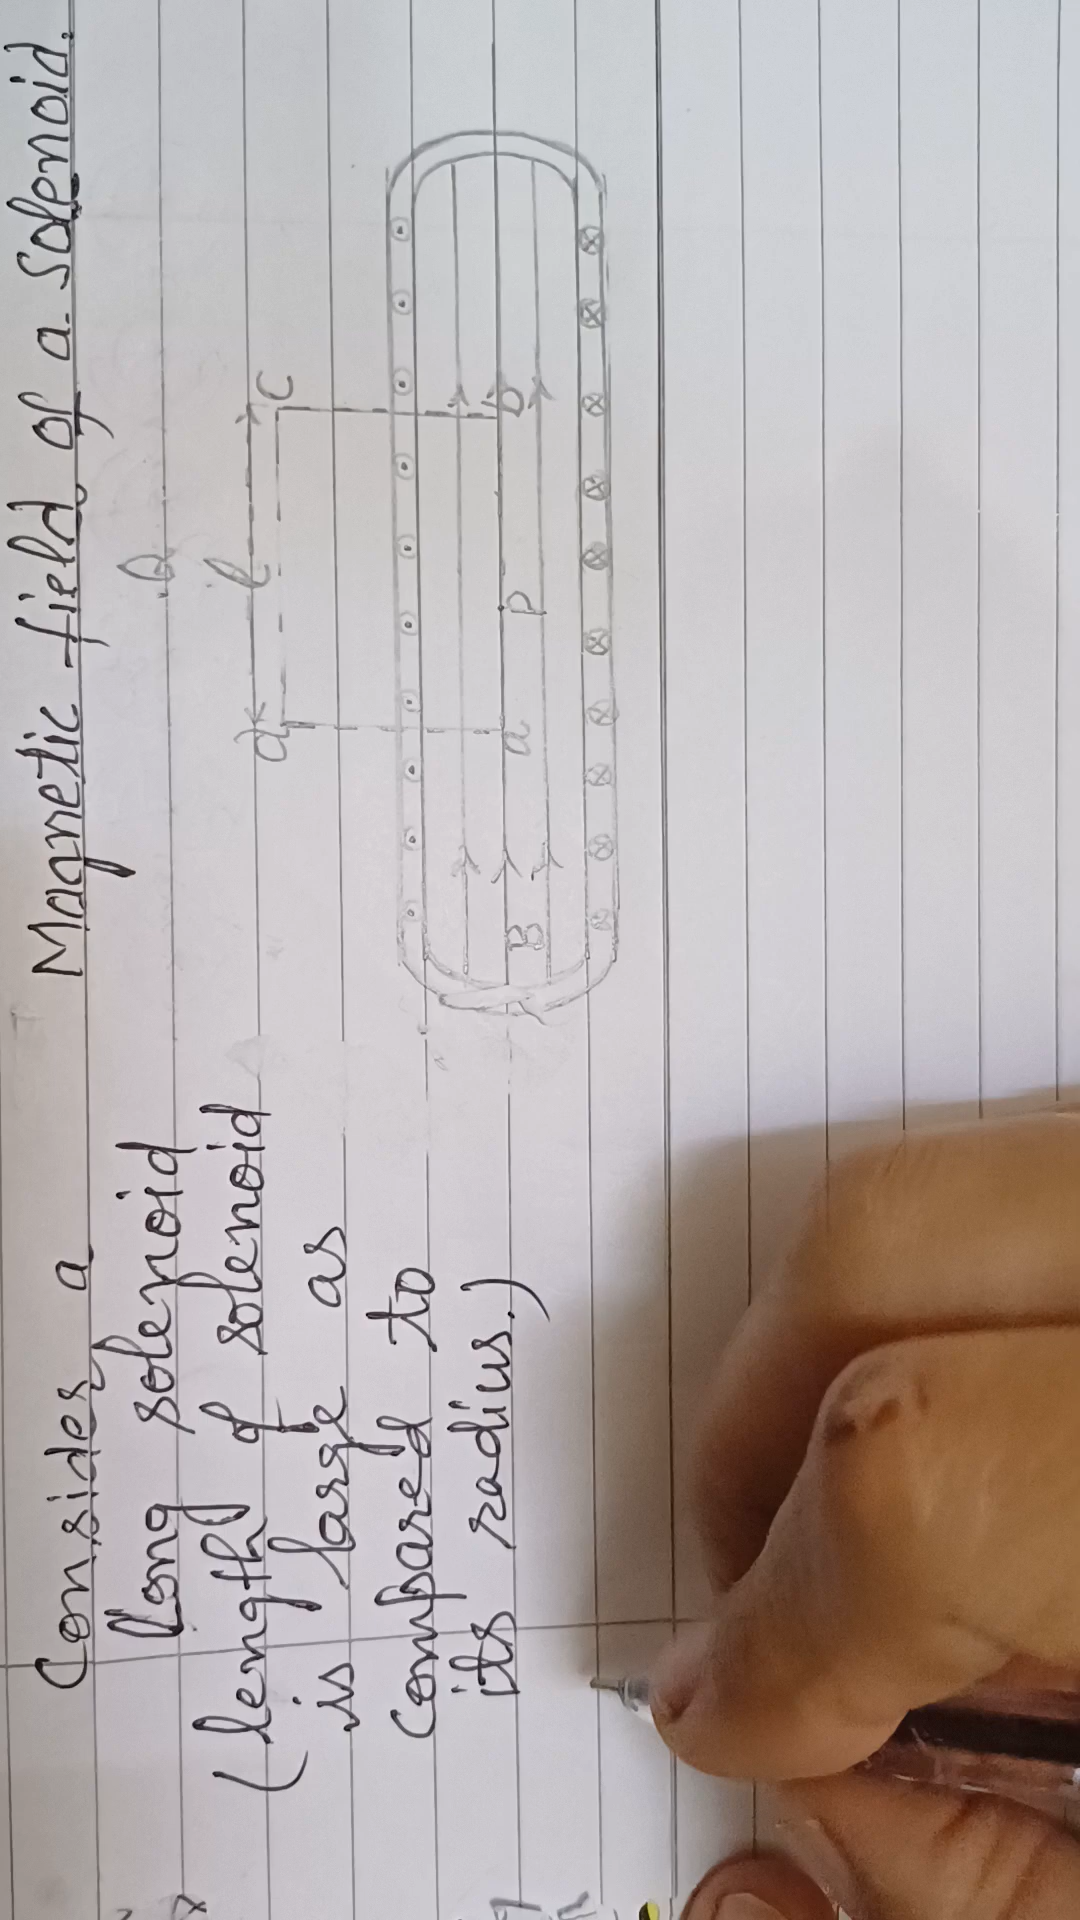 Magnetic field of a solenoid.
Consider a
long solenoid
(length of solenoid
is large as
compared to
its radius.)
Q
l
d c
a P b
B